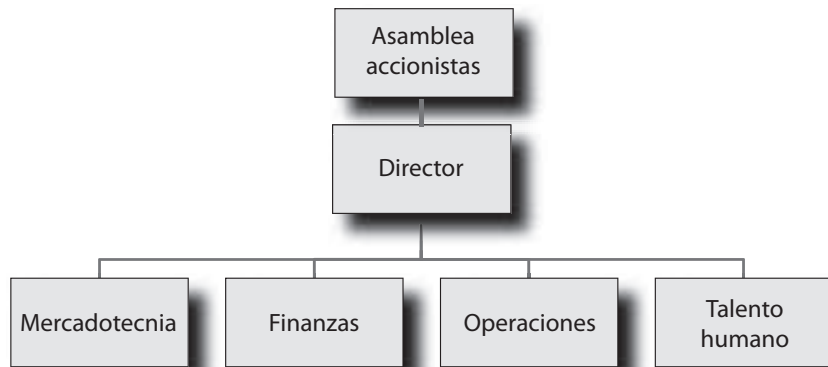 Asamblea
accionistas
Director
Mercadotecnia
Finanzas
Operaciones
Talento
humano